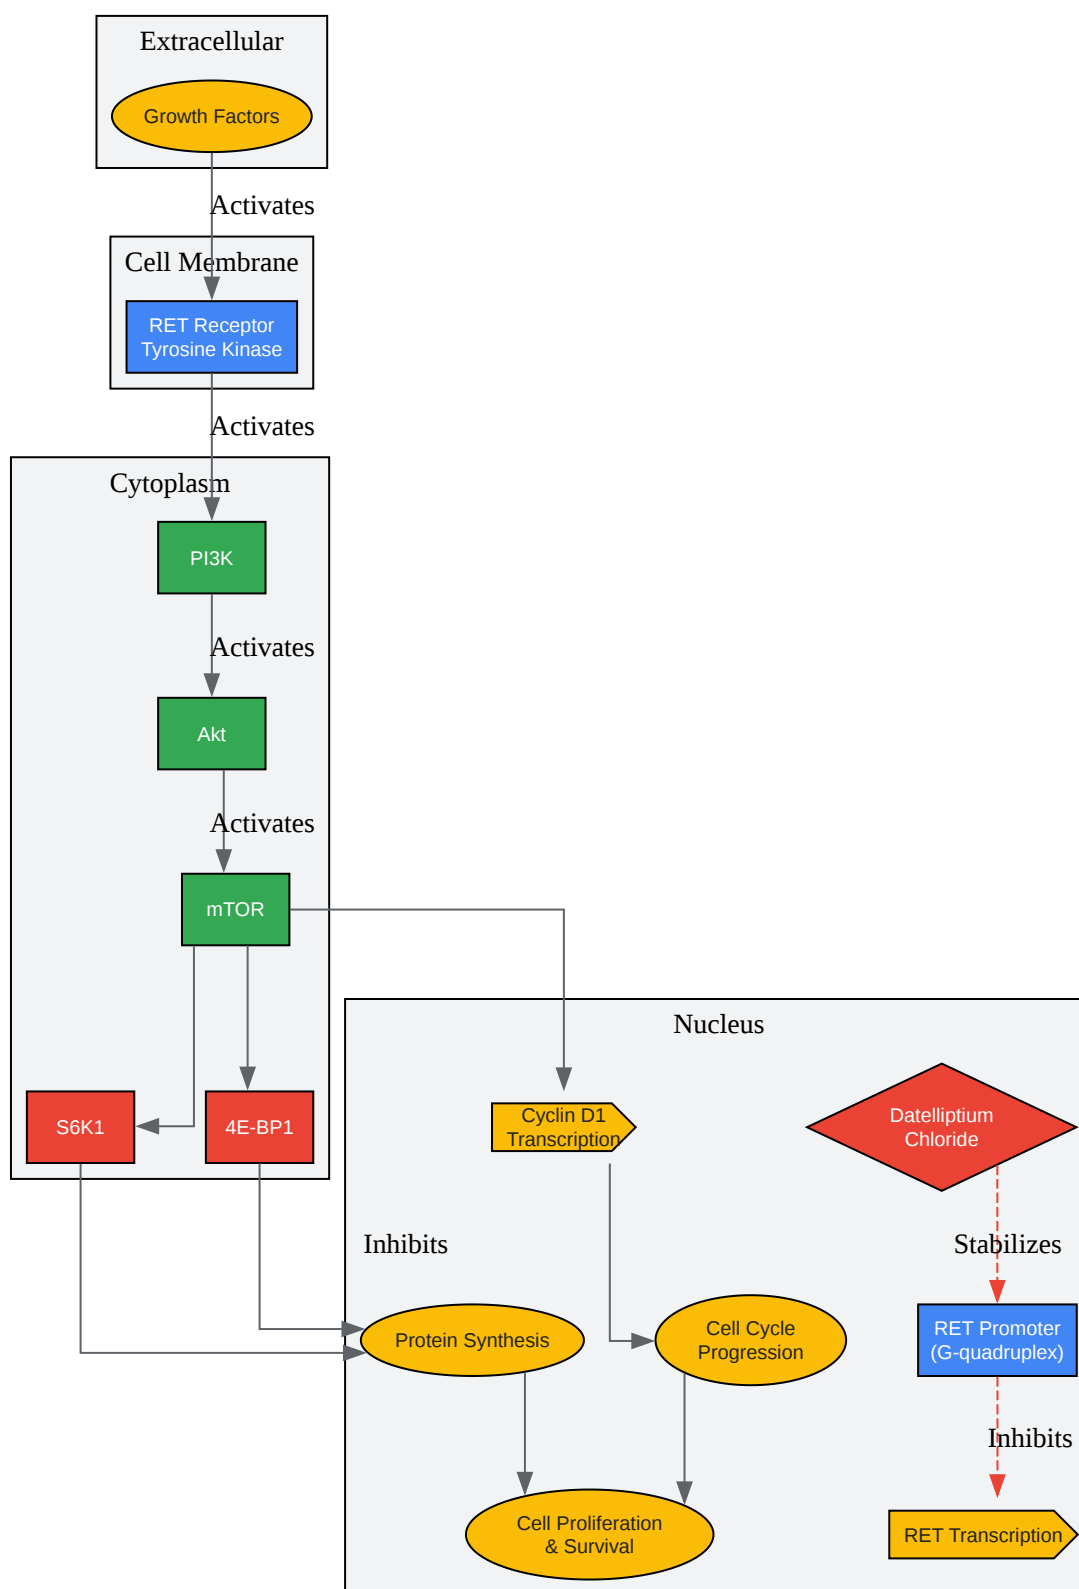 Extracellular
Growth Factors
Activates
Cell Membrane
RET Receptor
Tyrosine Kinase
Activates
Cytoplasm
PI3K
Activates
Akt
Activates
mTOR
Nucleus
S6K1
4E-BP1
Cyclin D1
Transcription
Datelliptium
Chloride
Inhibits
Stabilizes
Protein Synthesis
Cell Cycle
Progression
RET Promoter
(G-quadruplex)
Inhibits
Cell Proliferation
& Survival
RET Transcription